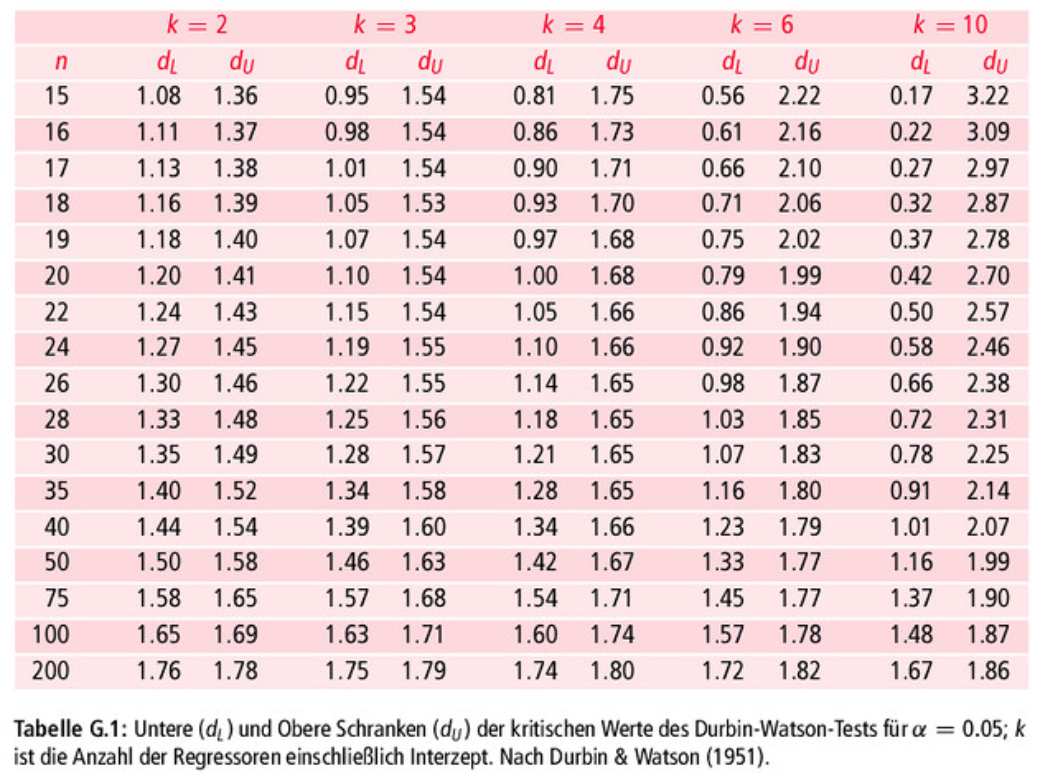 k = 2 k = 3 k = 4 k = 6 k = 10
n d_L d_U d_L d_U d_L d_U d_L d_U d_L d_U
15 1.08 1.36 0.95 1.54 0.81 1.75 0.56 2.22 0.17 3.22
16 1.11 1.37 0.98 1.54 0.86 1.73 0.61 2.16 0.22 3.09
17 1.13 1.38 1.01 1.54 0.90 1.71 0.66 2.10 0.27 2.97
18 1.16 1.39 1.05 1.53 0.93 1.70 0.71 2.06 0.32 2.87
19 1.18 1.40 1.07 1.54 0.97 1.68 0.75 2.02 0.37 2.78
20 1.20 1.41 1.10 1.54 1.00 1.68 0.79 1.99 0.42 2.70
22 1.24 1.43 1.15 1.54 1.05 1.66 0.86 1.94 0.50 2.57
24 1.27 1.45 1.19 1.55 1.10 1.66 0.92 1.90 0.58 2.46
26 1.30 1.46 1.22 1.55 1.14 1.65 0.98 1.87 0.66 2.38
28 1.33 1.48 1.25 1.56 1.18 1.65 1.03 1.85 0.72 2.31
30 1.35 1.49 1.28 1.57 1.21 1.65 1.07 1.83 0.78 2.25
35 1.40 1.52 1.34 1.58 1.28 1.65 1.16 1.80 0.91 2.14
40 1.44 1.54 1.39 1.60 1.34 1.66 1.23 1.79 1.01 2.07
50 1.50 1.58 1.46 1.63 1.42 1.67 1.33 1.77 1.16 1.99
75 1.58 1.65 1.57 1.68 1.54 1.71 1.45 1.77 1.37 1.90
100 1.65 1.69 1.63 1.71 1.60 1.74 1.57 1.78 1.48 1.87
200 1.76 1.78 1.75 1.79 1.74 1.80 1.72 1.82 1.67 1.86
Tabelle G.1: Untere (d_L) und Obere Schranken (d_U) der kritischen Werte des Durbin-Watson-Tests für α = 0.05; k
ist die Anzahl der Regressoren einschließlich Interzept. Nach Durbin & Watson (1951).